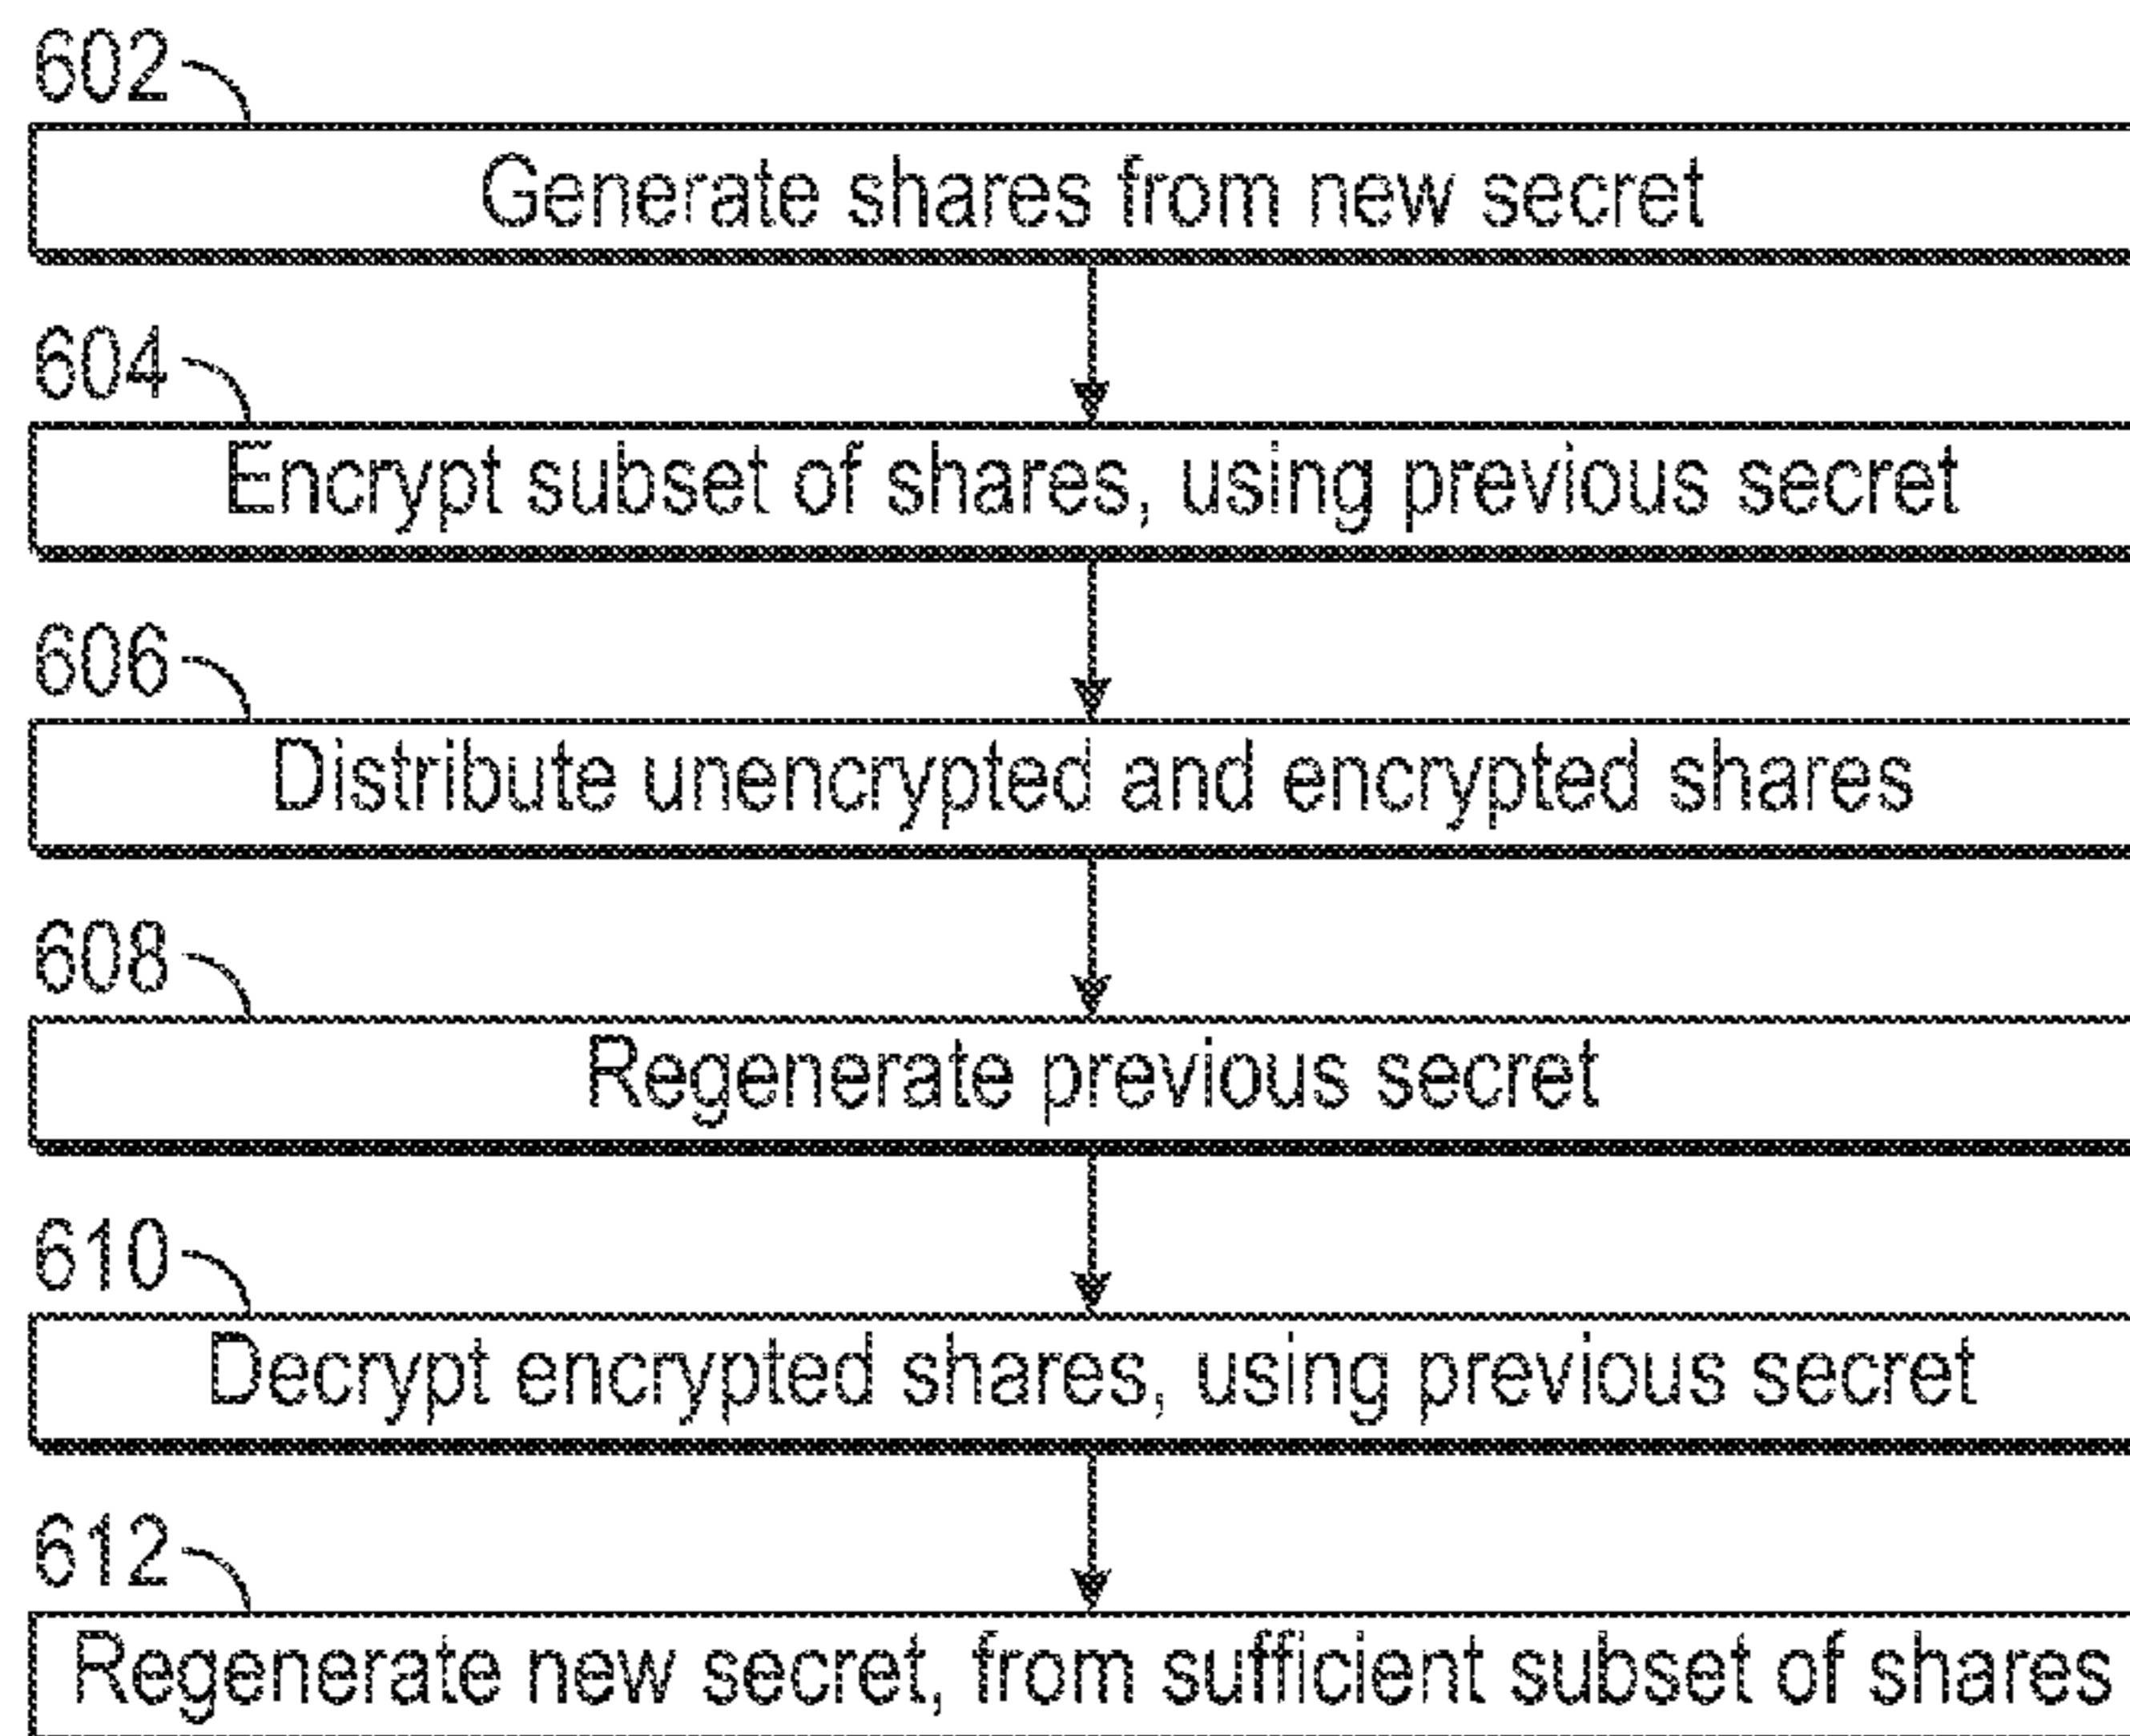 602
Generate shares from new secret
604
Encrypt subset of shares, using previous secret
606
Distribute unencrypted and encrypted shares
608
Regenerate previous secret
610
Decrypt encrypted shares, using previous secret
612
Regenerate new secret, from sufficient subset of shares